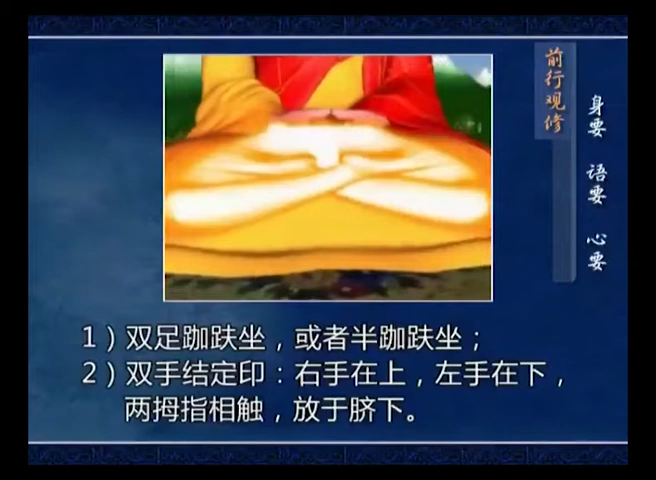 前行观修
身要 语要 心要
1）双足跏趺坐，或者半跏趺坐；
2）双手结定印：右手在上，左手在下，
两拇指相触，放于脐下。